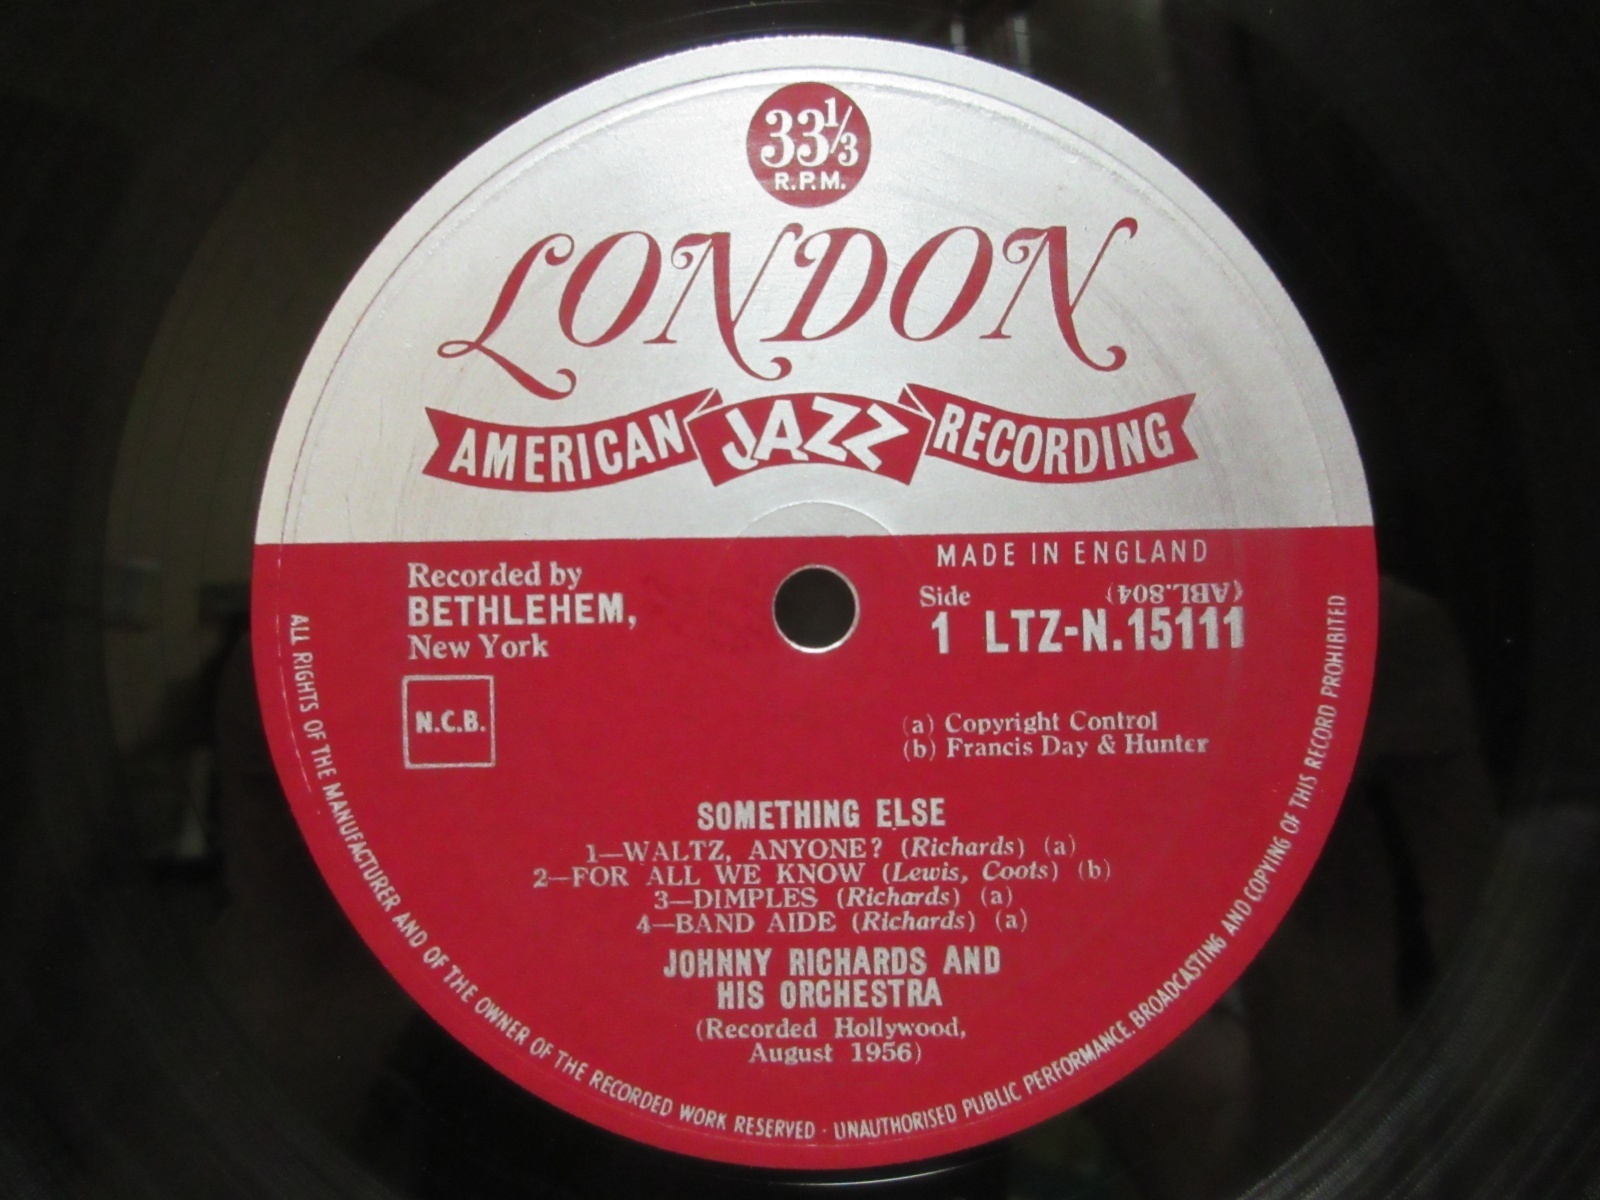 33⅓
R.P.M.
LONDON
AMERICAN JAZZ RECORDING
MADE IN ENGLAND
Recorded by
BETHLEHEM,
New York
N.C.B.
(ABL.804)
Side
1 LTZ-N.15111
(a) Copyright Control
(b) Francis Day & Hunter
SOMETHING ELSE
1—WALTZ, ANYONE? (Richards) (a)
2—FOR ALL WE KNOW (Lewis, Coots) (b)
3—DIMPLES (Richards) (a)
4—BAND AIDE (Richards) (a)
JOHNNY RICHARDS AND
HIS ORCHESTRA
(Recorded Hollywood,
August 1956)
ALL RIGHTS OF THE MANUFACTURER AND OF THE OWNER OF THE RECORDED WORK RESERVED · UNAUTHORISED PUBLIC PERFORMANCE. BROADCASTING AND COPYING OF THIS RECORD PROHIBITED